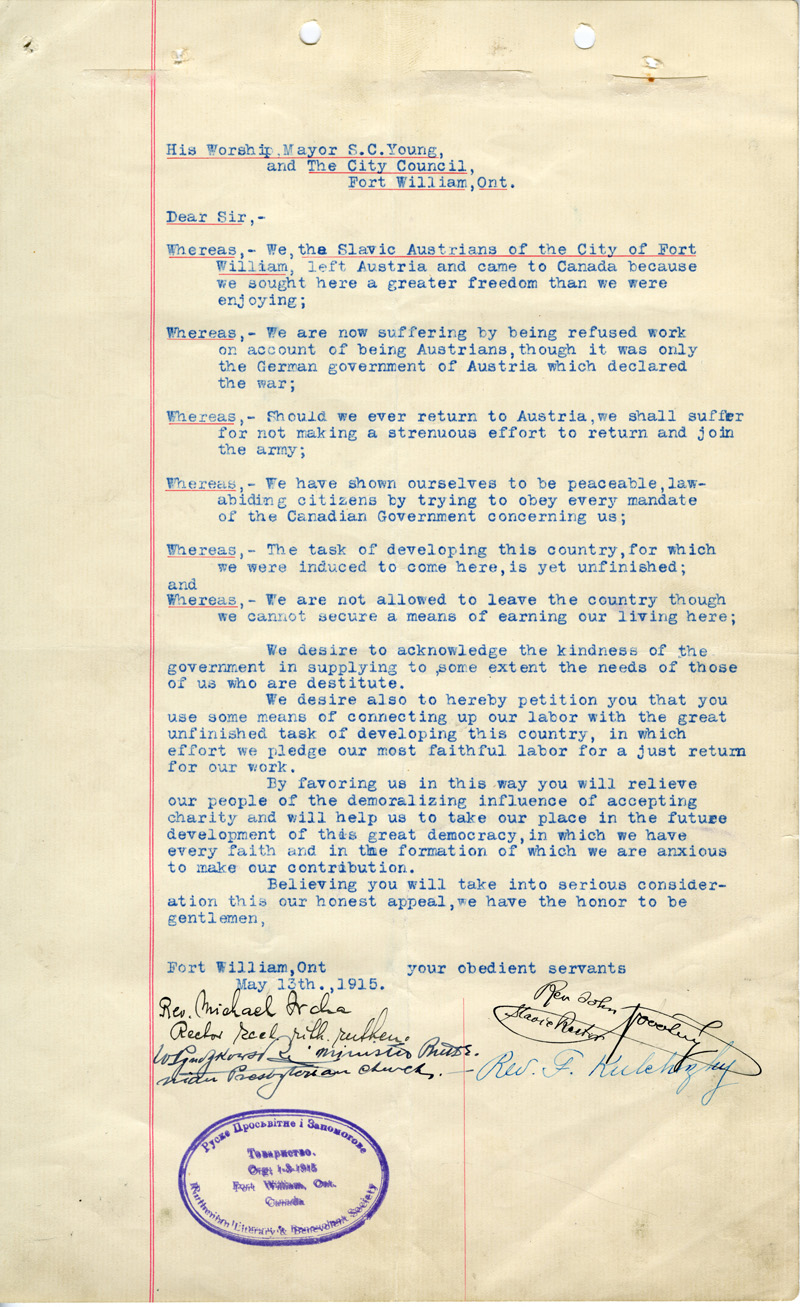 His Worship.Mayor S.C.Young,
and The City Council,
Fort William,Ont.
Dear Sir,-
Whereas,- We,the Slavic Austrians of the City of Fort
William, left Austria and came to Canada because
we sought here a greater freedom than we were
enjoying;
Whereas,- We are now suffering by being refused work
on account of being Austrians,though it was only
the German government of Austria which declared
the war;
Whereas,- Should we ever return to Austria,we shall suffer
for not making a strenuous effort to return and join
the army;
Whereas,- We have shown ourselves to be peaceable,law-
abiding citizens by trying to obey every mandate
of the Canadian Government concerning us;
Whereas,- The task of developing this country,for which
we were induced to come here,is yet unfinished;
and
Whereas,- We are not allowed to leave the country though
we cannot secure a means of earning our living here;
We desire to acknowledge the kindness of the
government in supplying to some extent the needs of those
of us who are destitute.
We desire also to hereby petition you that you
use some means of connecting up our labor with the great
unfinished task of developing this country, in which
effort we pledge our most faithful labor for a just return
for our work.
By favoring us in this way you will relieve
our people of the demoralizing influence of accepting
charity and will help us to take our place in the future
development of this great democracy,in which we have
every faith and in the formation of which we are anxious
to make our contribution.
Believing you will take into serious consider-
ation this our honest appeal,we have the honor to be
gentlemen,
Fort William,Ont your obedient servants
May 13th.,1915.
Rev. Michael Ircha
Rev John
Rector
Slavic Rector
Minister
Presbyterian Church.
Rev. F. Kulchitzky
Руске Просьвітне і Запомогове
Товариство.
Org: 1-3-1915
Fort William, Ont.
Canada
Ruthenian Literary & Benevolent Society